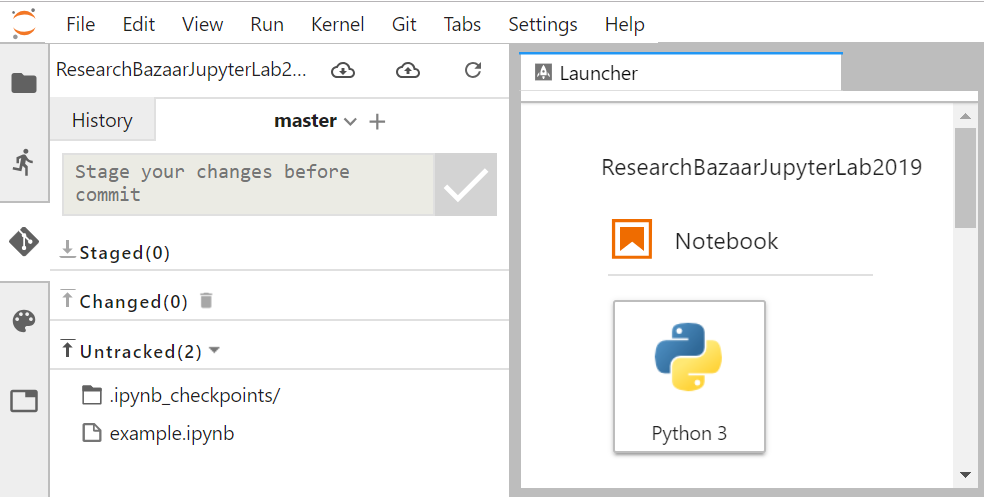 File Edit View Run Kernel Git Tabs Settings Help
ResearchBazaarJupyterLab2...
History master
Stage your changes before
commit
Staged(0)
Changed(0)
Untracked(2)
.ipynb_checkpoints/
example.ipynb
Launcher
ResearchBazaarJupyterLab2019
Notebook
Python 3